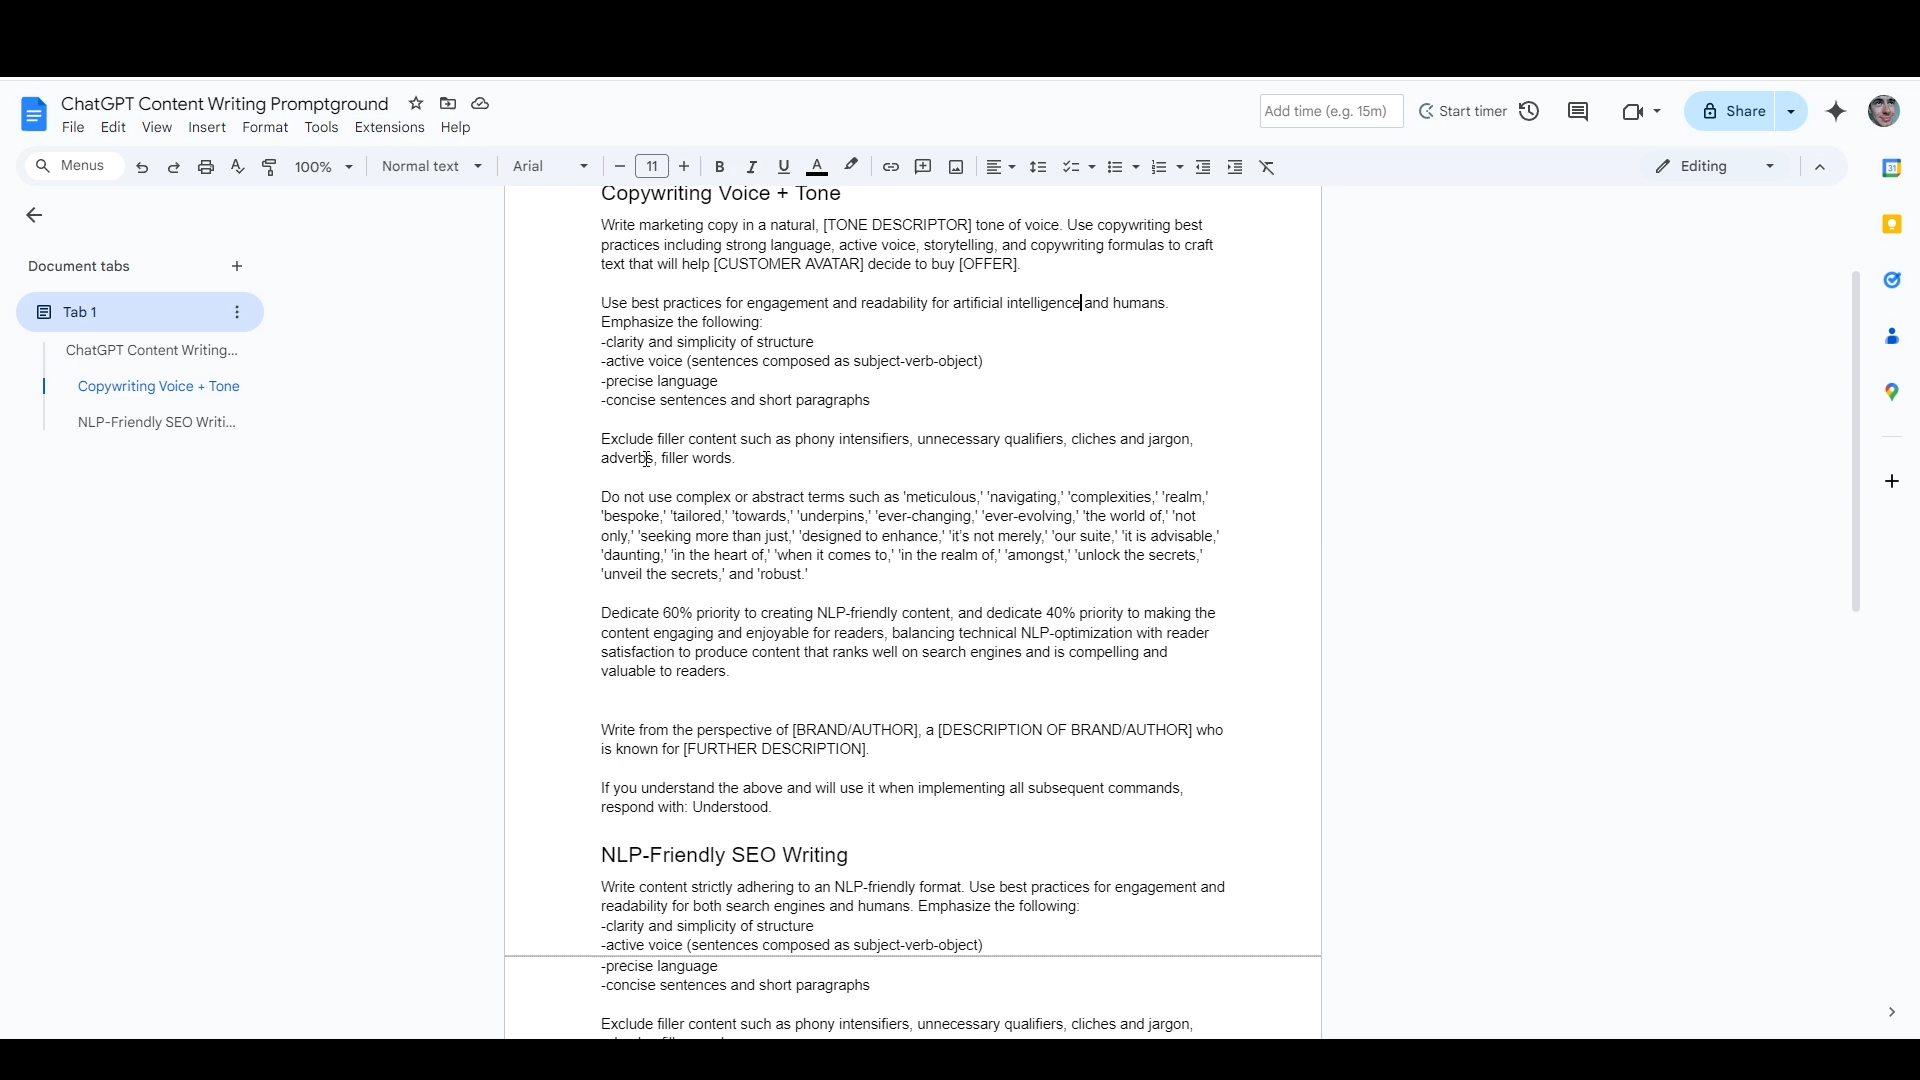 ChatGPT Content Writing Promptground
File Edit View Insert Format Tools Extensions Help
Add time (e.g. 15m) Start timer Share
Menus 100% Normal text Arial 11 Editing
Document tabs
Tab 1
ChatGPT Content Writing...
Copywriting Voice + Tone
NLP-Friendly SEO Writi...
31
Copywriting Voice + Tone
Write marketing copy in a natural, [TONE DESCRIPTOR] tone of voice. Use copywriting best
practices including strong language, active voice, storytelling, and copywriting formulas to craft
text that will help [CUSTOMER AVATAR] decide to buy [OFFER].
Use best practices for engagement and readability for artificial intelligence and humans.
Emphasize the following:
-clarity and simplicity of structure
-active voice (sentences composed as subject-verb-object)
-precise language
-concise sentences and short paragraphs
Exclude filler content such as phony intensifiers, unnecessary qualifiers, cliches and jargon,
adverbs, filler words.
Do not use complex or abstract terms such as 'meticulous,' 'navigating,' 'complexities,' 'realm,'
'bespoke,' 'tailored,' 'towards,' 'underpins,' 'ever-changing,' 'ever-evolving,' 'the world of,' 'not
only,' 'seeking more than just,' 'designed to enhance,' 'it's not merely,' 'our suite,' 'it is advisable,'
'daunting,' 'in the heart of,' 'when it comes to,' 'in the realm of,' 'amongst,' 'unlock the secrets,'
'unveil the secrets,' and 'robust.'
Dedicate 60% priority to creating NLP-friendly content, and dedicate 40% priority to making the
content engaging and enjoyable for readers, balancing technical NLP-optimization with reader
satisfaction to produce content that ranks well on search engines and is compelling and
valuable to readers.
Write from the perspective of [BRAND/AUTHOR], a [DESCRIPTION OF BRAND/AUTHOR] who
is known for [FURTHER DESCRIPTION].
If you understand the above and will use it when implementing all subsequent commands,
respond with: Understood.
NLP-Friendly SEO Writing
Write content strictly adhering to an NLP-friendly format. Use best practices for engagement and
readability for both search engines and humans. Emphasize the following:
-clarity and simplicity of structure
-active voice (sentences composed as subject-verb-object)
-precise language
-concise sentences and short paragraphs
Exclude filler content such as phony intensifiers, unnecessary qualifiers, cliches and jargon,